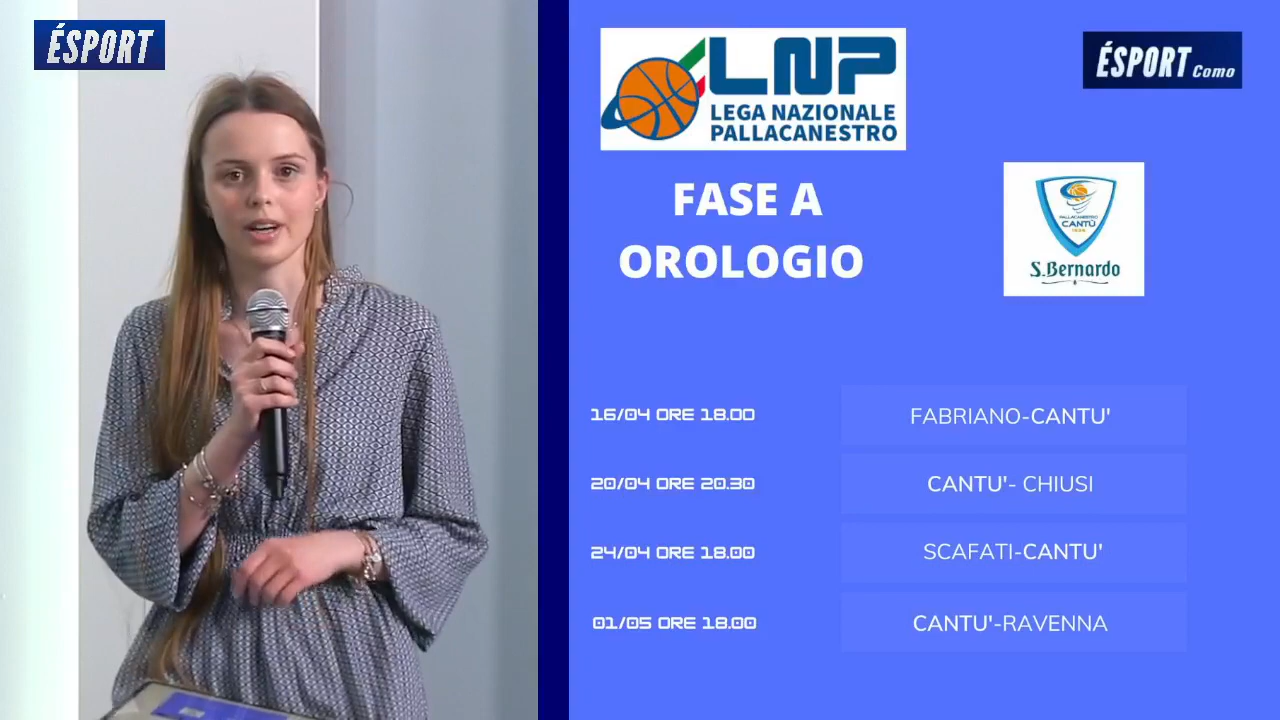 ÉSPORT
LNP
LEGA NAZIONALE
PALLACANESTRO
ÉSPORT Como
FASE A
OROLOGIO
PALLACANESTRO
CANTÙ
S.Bernardo
16/04 ORE 18.00
FABRIANO-CANTU'
20/04 ORE 20.30
CANTU'- CHIUSI
24/04 ORE 18.00
SCAFATI-CANTU'
01/05 ORE 18.00
CANTU'-RAVENNA